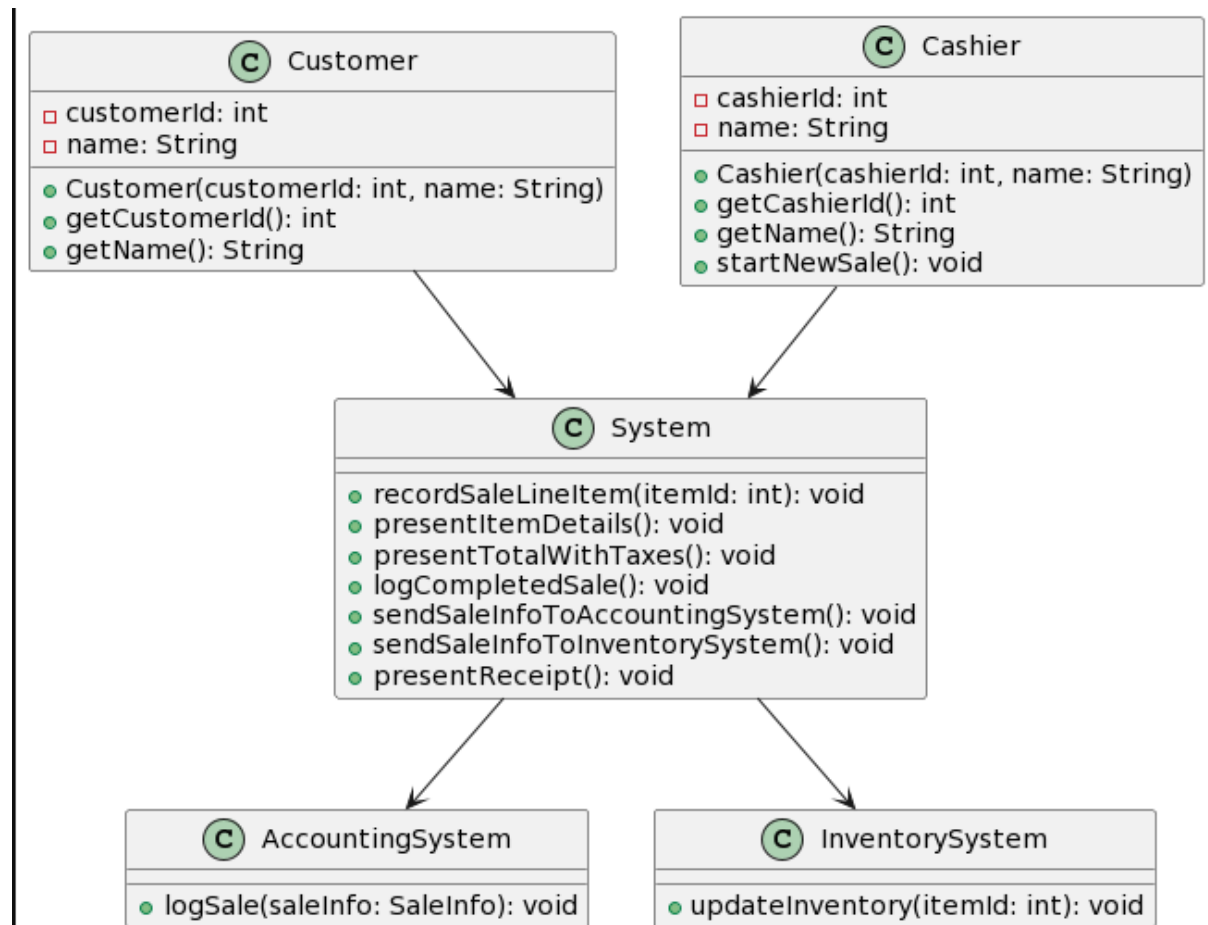 C Customer
customerId: int
name: String
Customer(customerId: int, name: String)
getCustomerId(): int
getName(): String
C Cashier
cashierId: int
name: String
Cashier(cashierId: int, name: String)
getCashierId(): int
getName(): String
startNewSale(): void
C System
recordSaleLineItem(itemId: int): void
presentItemDetails(): void
presentTotalWithTaxes(): void
logCompletedSale(): void
sendSaleInfoToAccountingSystem(): void
sendSaleInfoToInventorySystem(): void
presentReceipt(): void
C AccountingSystem
logSale(saleInfo: SaleInfo): void
C InventorySystem
updateInventory(itemId: int): void